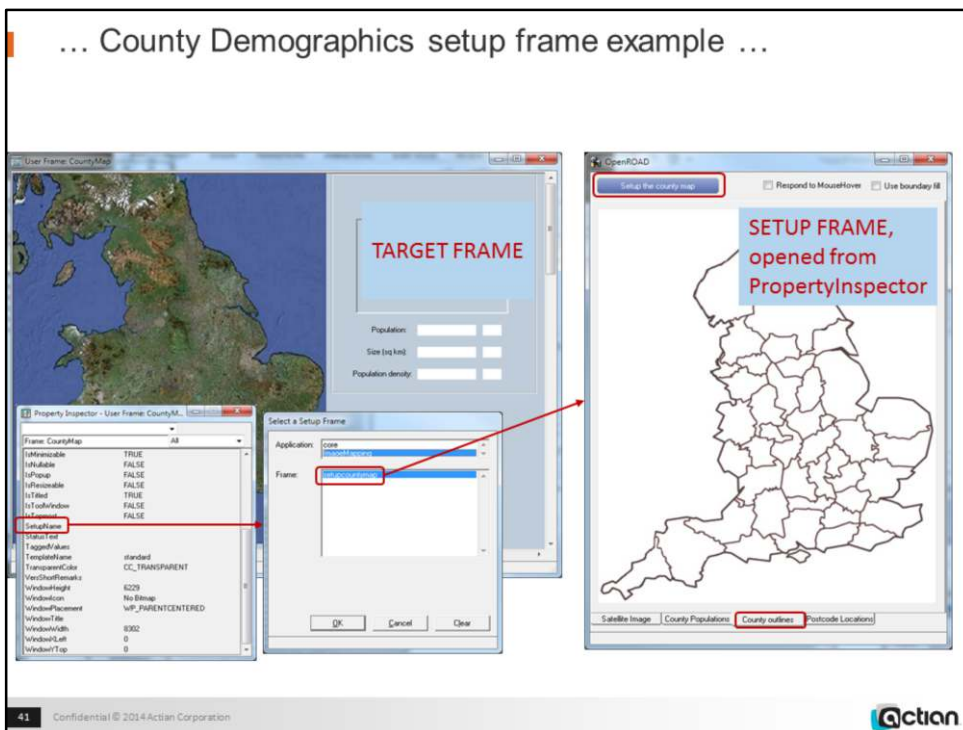 … County Demographics setup frame example …
User Frame: CountyMap
TARGET FRAME
Population:
Size (sq km):
Population density:
Property Inspector - User Frame: CountyM...
Frame: CountyMap All
IsMinimizable TRUE
IsNullable FALSE
IsPopup FALSE
IsResizeable FALSE
IsTitled TRUE
IsToolWindow FALSE
IsTopmost FALSE
SetupName
StatusText
TaggedValues
TemplateName standard
TransparentColor CC_TRANSPARENT
VersShortRemarks
WindowHeight 6229
WindowIcon No Bitmap
WindowPlacement WP_PARENTCENTERED
WindowTitle
WindowWidth 8302
WindowXLeft 0
WindowYTop 0
Select a Setup Frame
Application: core
ImageMapping
Frame: setupcountymap
OK Cancel Clear
OpenROAD
Setup the county map Respond to MouseHover Use boundary fill
SETUP FRAME,
opened from
PropertyInspector
Satellite Image County Populations County outlines Postcode Locations
41 Confidential © 2014 Actian Corporation
actian